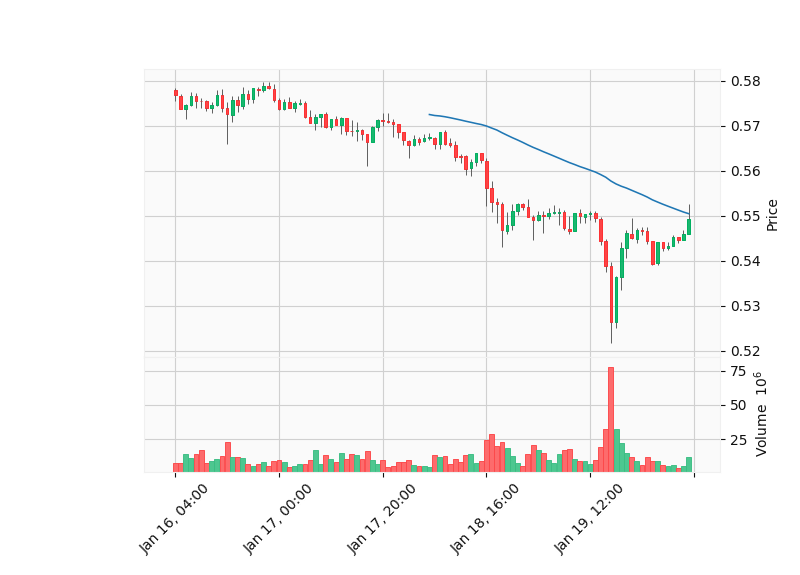 0.58
0.57
0.56
0.55
0.54
0.53
0.52
Price
75
50
25
Volume 10^6
Jan 16, 04:00
Jan 17, 00:00
Jan 17, 20:00
Jan 18, 16:00
Jan 19, 12:00